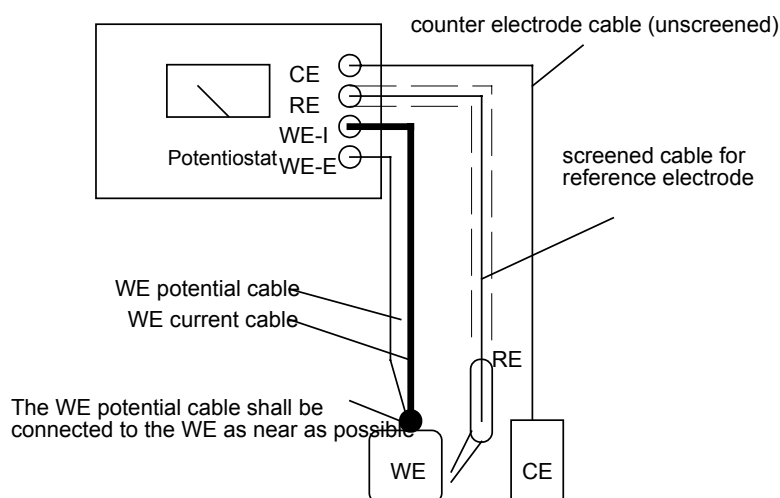 counter electrode cable (unscreened)
CE
RE
WE-I
Potentiostat
WE-E
screened cable for
reference electrode
WE potential cable
WE current cable
RE
The WE potential cable shall be
connected to the WE as near as possible
WE
CE